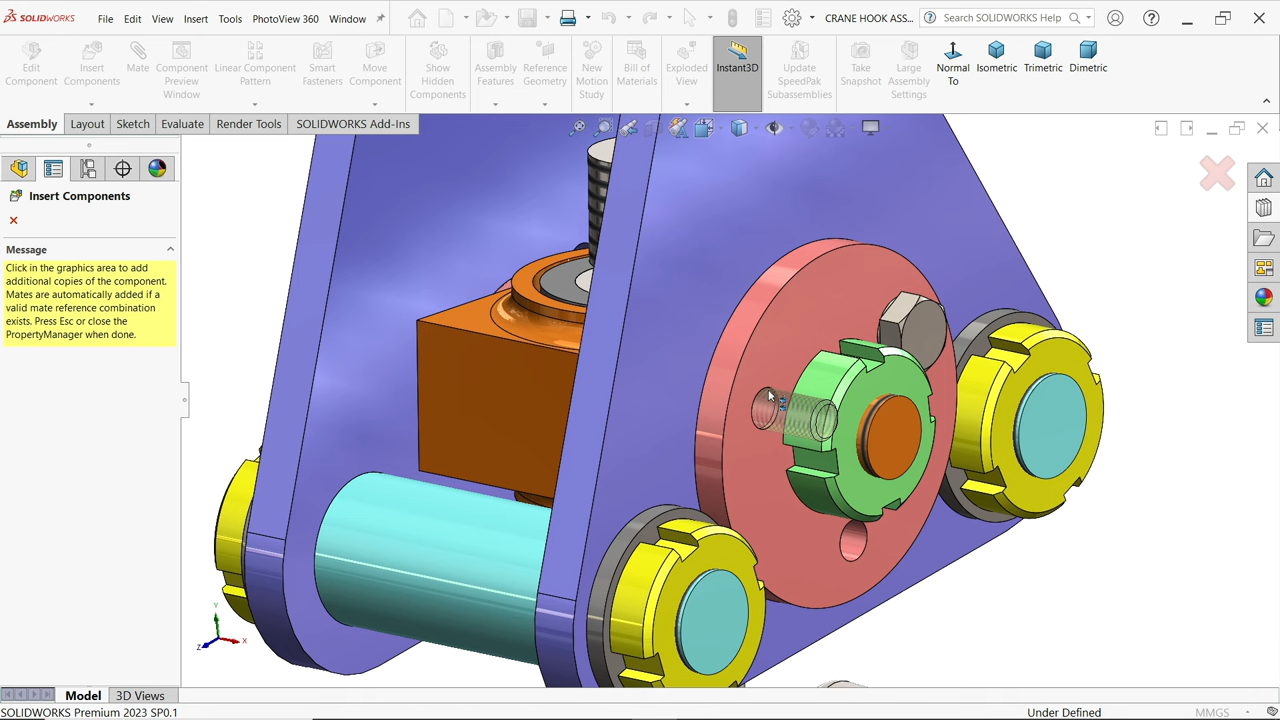 SOLIDWORKS File Edit View Insert Tools PhotoView 360 Window CRANE HOOK ASS... Search SOLIDWORKS Help
Edit Component
Insert Components
Mate
Component Preview Window
Linear Component Pattern
Smart Fasteners
Move Component
Show Hidden Components
Assembly Features
Reference Geometry
New Motion Study
Bill of Materials
Exploded View
Instant3D
Update SpeedPak Subassemblies
Take Snapshot
Large Assembly Settings
Normal To
Isometric
Trimetric
Dimetric
Assembly Layout Sketch Evaluate Render Tools SOLIDWORKS Add-Ins
Insert Components
Message
Click in the graphics area to add
additional copies of the component.
Mates are automatically added if a
valid mate reference combination
exists. Press Esc or close the
PropertyManager when done.
Y
X
Z
Model 3D Views
SOLIDWORKS Premium 2023 SP0.1 Under Defined MMGS